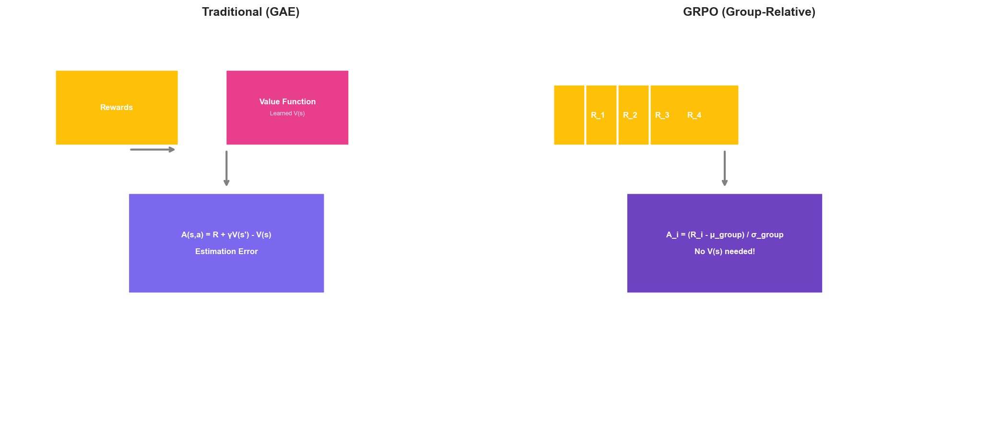 Traditional (GAE)
Rewards
Value Function
Learned V(s)
A(s,a) = R + γV(s') - V(s)
Estimation Error
GRPO (Group-Relative)
R_1 R_2 R_3 R_4
A_i = (R_i - μ_group) / σ_group
No V(s) needed!